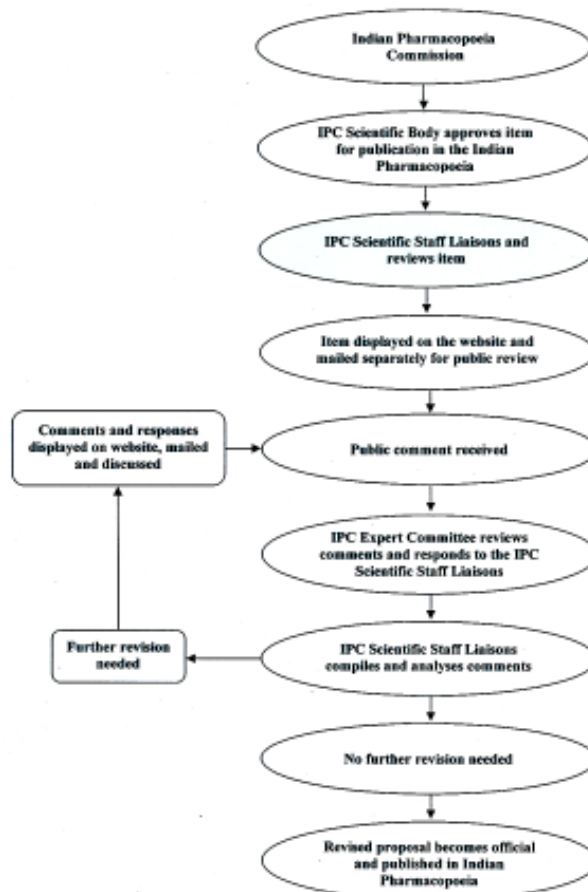 Indian Pharmacopoeia
Commission
IPC Scientific Body approves item
for publication in the Indian
Pharmacopoeia
IPC Scientific Staff Liaisons and
reviews item
Item displayed on the website and
mailed separately for public review
Comments and responses
displayed on website, mailed
and discussed
Public comment received
IPC Expert Committee reviews
comments and responds to the IPC
Scientific Staff Liaisons
Further revision
needed
IPC Scientific Staff Liaisons
compiles and analyses comments
No further revision needed
Revised proposal becomes official
and published in Indian
Pharmacopoeia